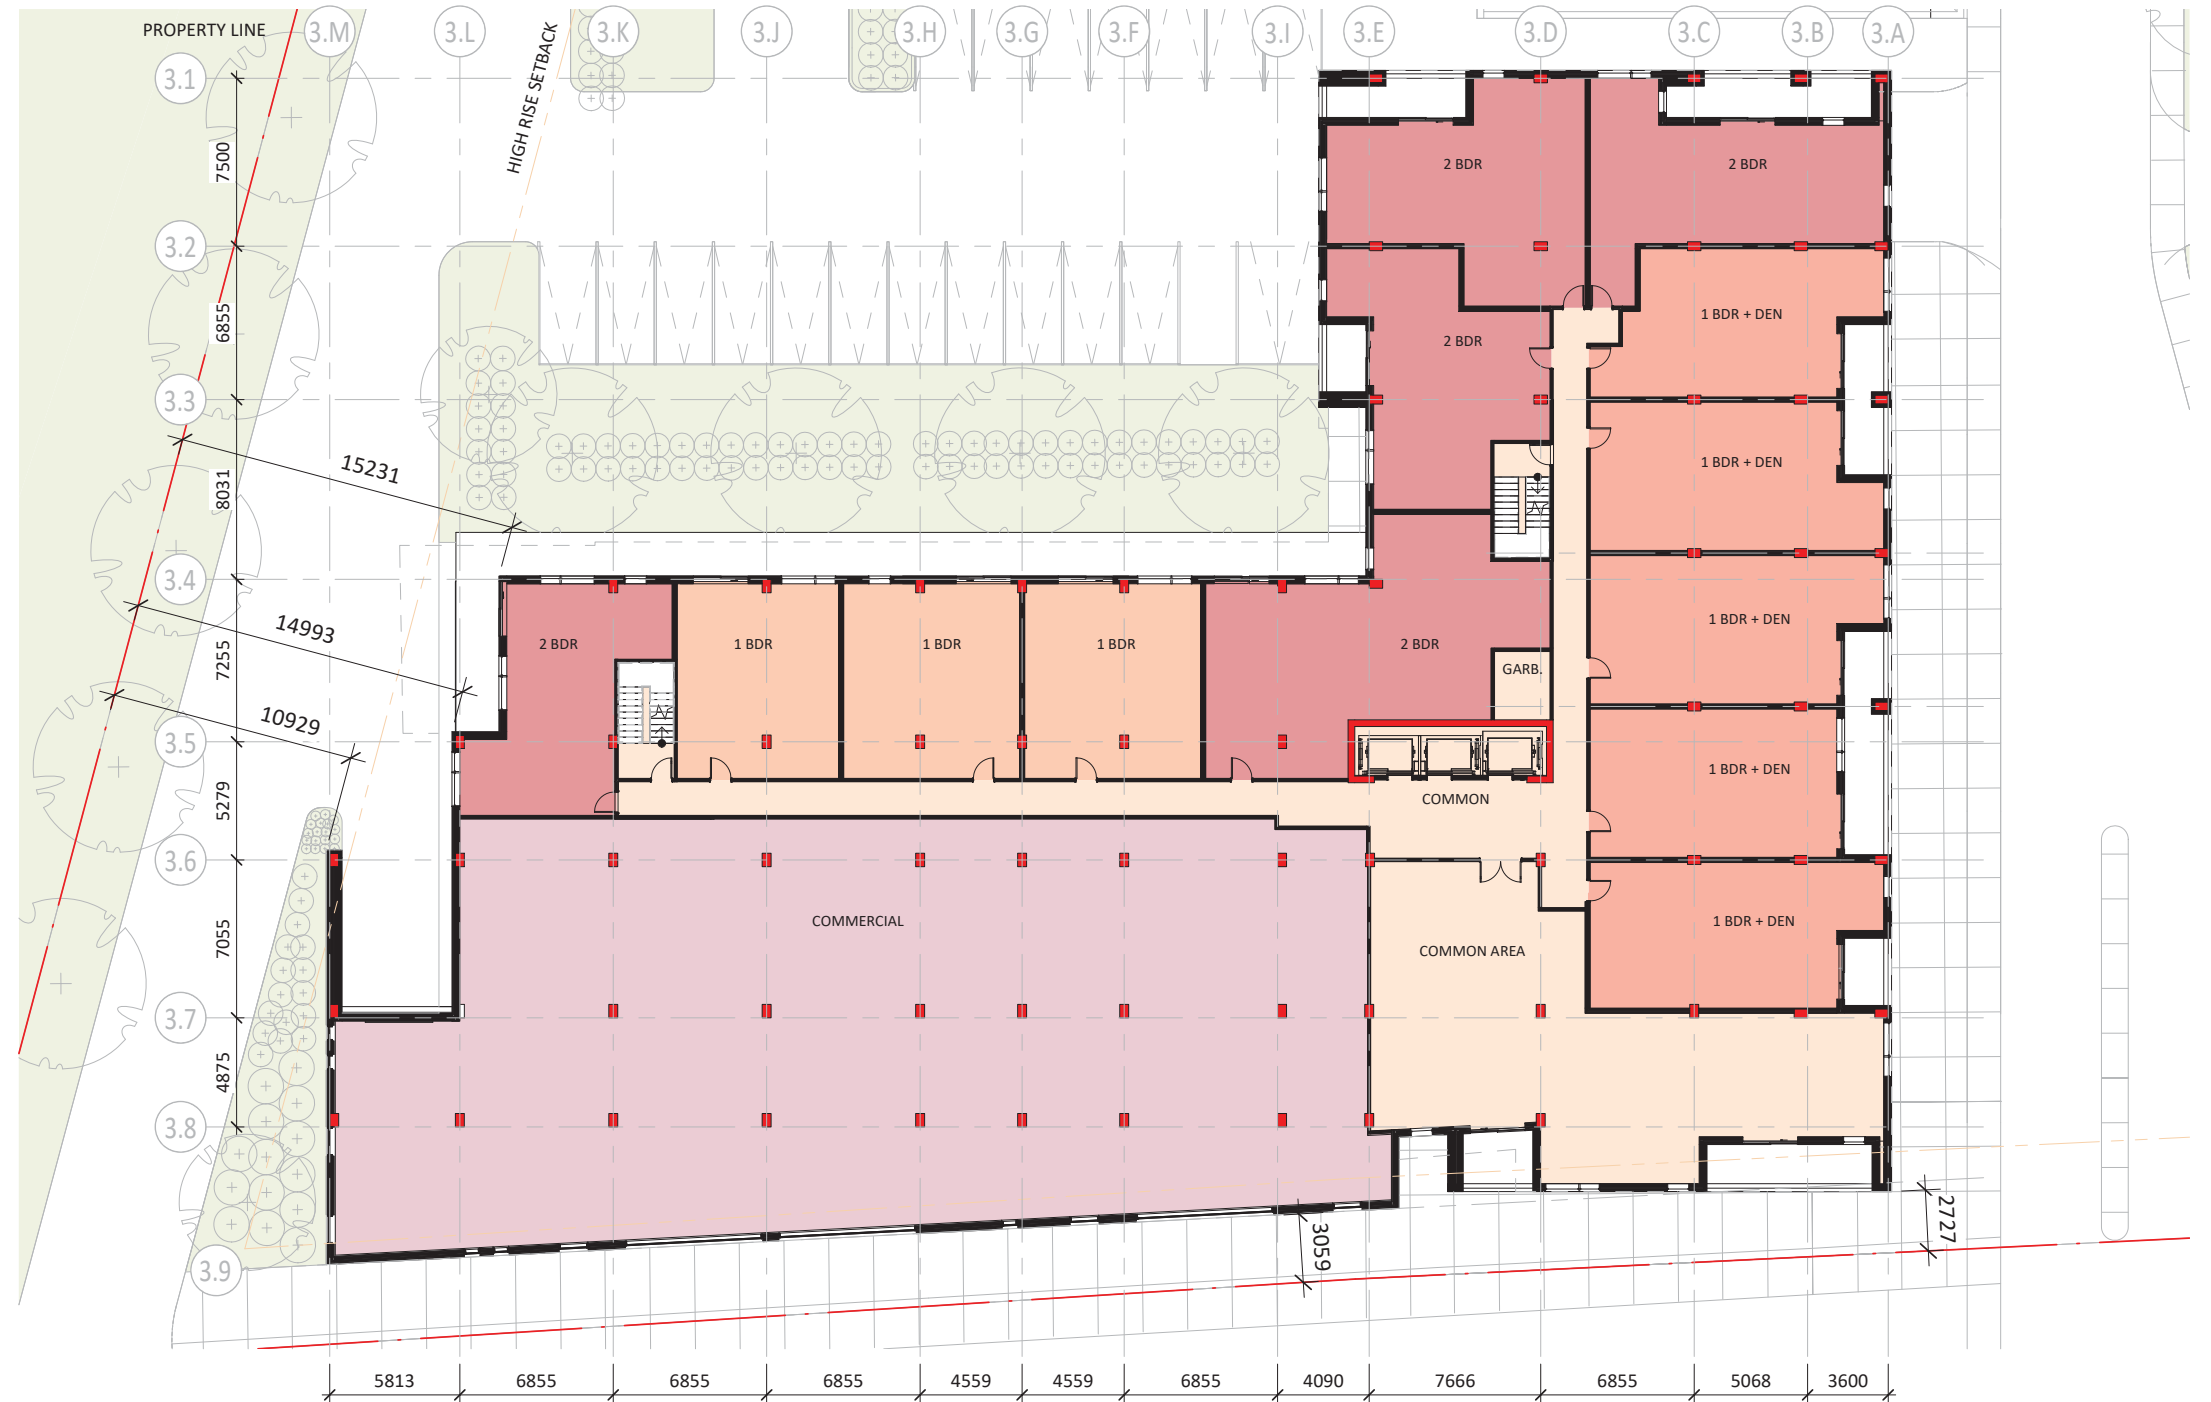 PROPERTY LINE
3.M
3.L
3.K
3.J
3.H
3.G
3.F
3.I
3.E
3.D
3.C
3.B
3.A
HIGH RISE SETBACK
3.1
7500
3.2
6855
3.3
8031
3.4
7255
3.5
5279
3.6
7055
3.7
4875
3.8
3.9
15231
14993
10929
2 BDR
2 BDR
2 BDR
1 BDR + DEN
1 BDR + DEN
1 BDR + DEN
1 BDR + DEN
1 BDR + DEN
2 BDR
1 BDR
1 BDR
1 BDR
2 BDR
GARB.
COMMON
COMMERCIAL
COMMON AREA
3059
2727
5813
6855
6855
6855
4559
4559
6855
4090
7666
6855
5068
3600